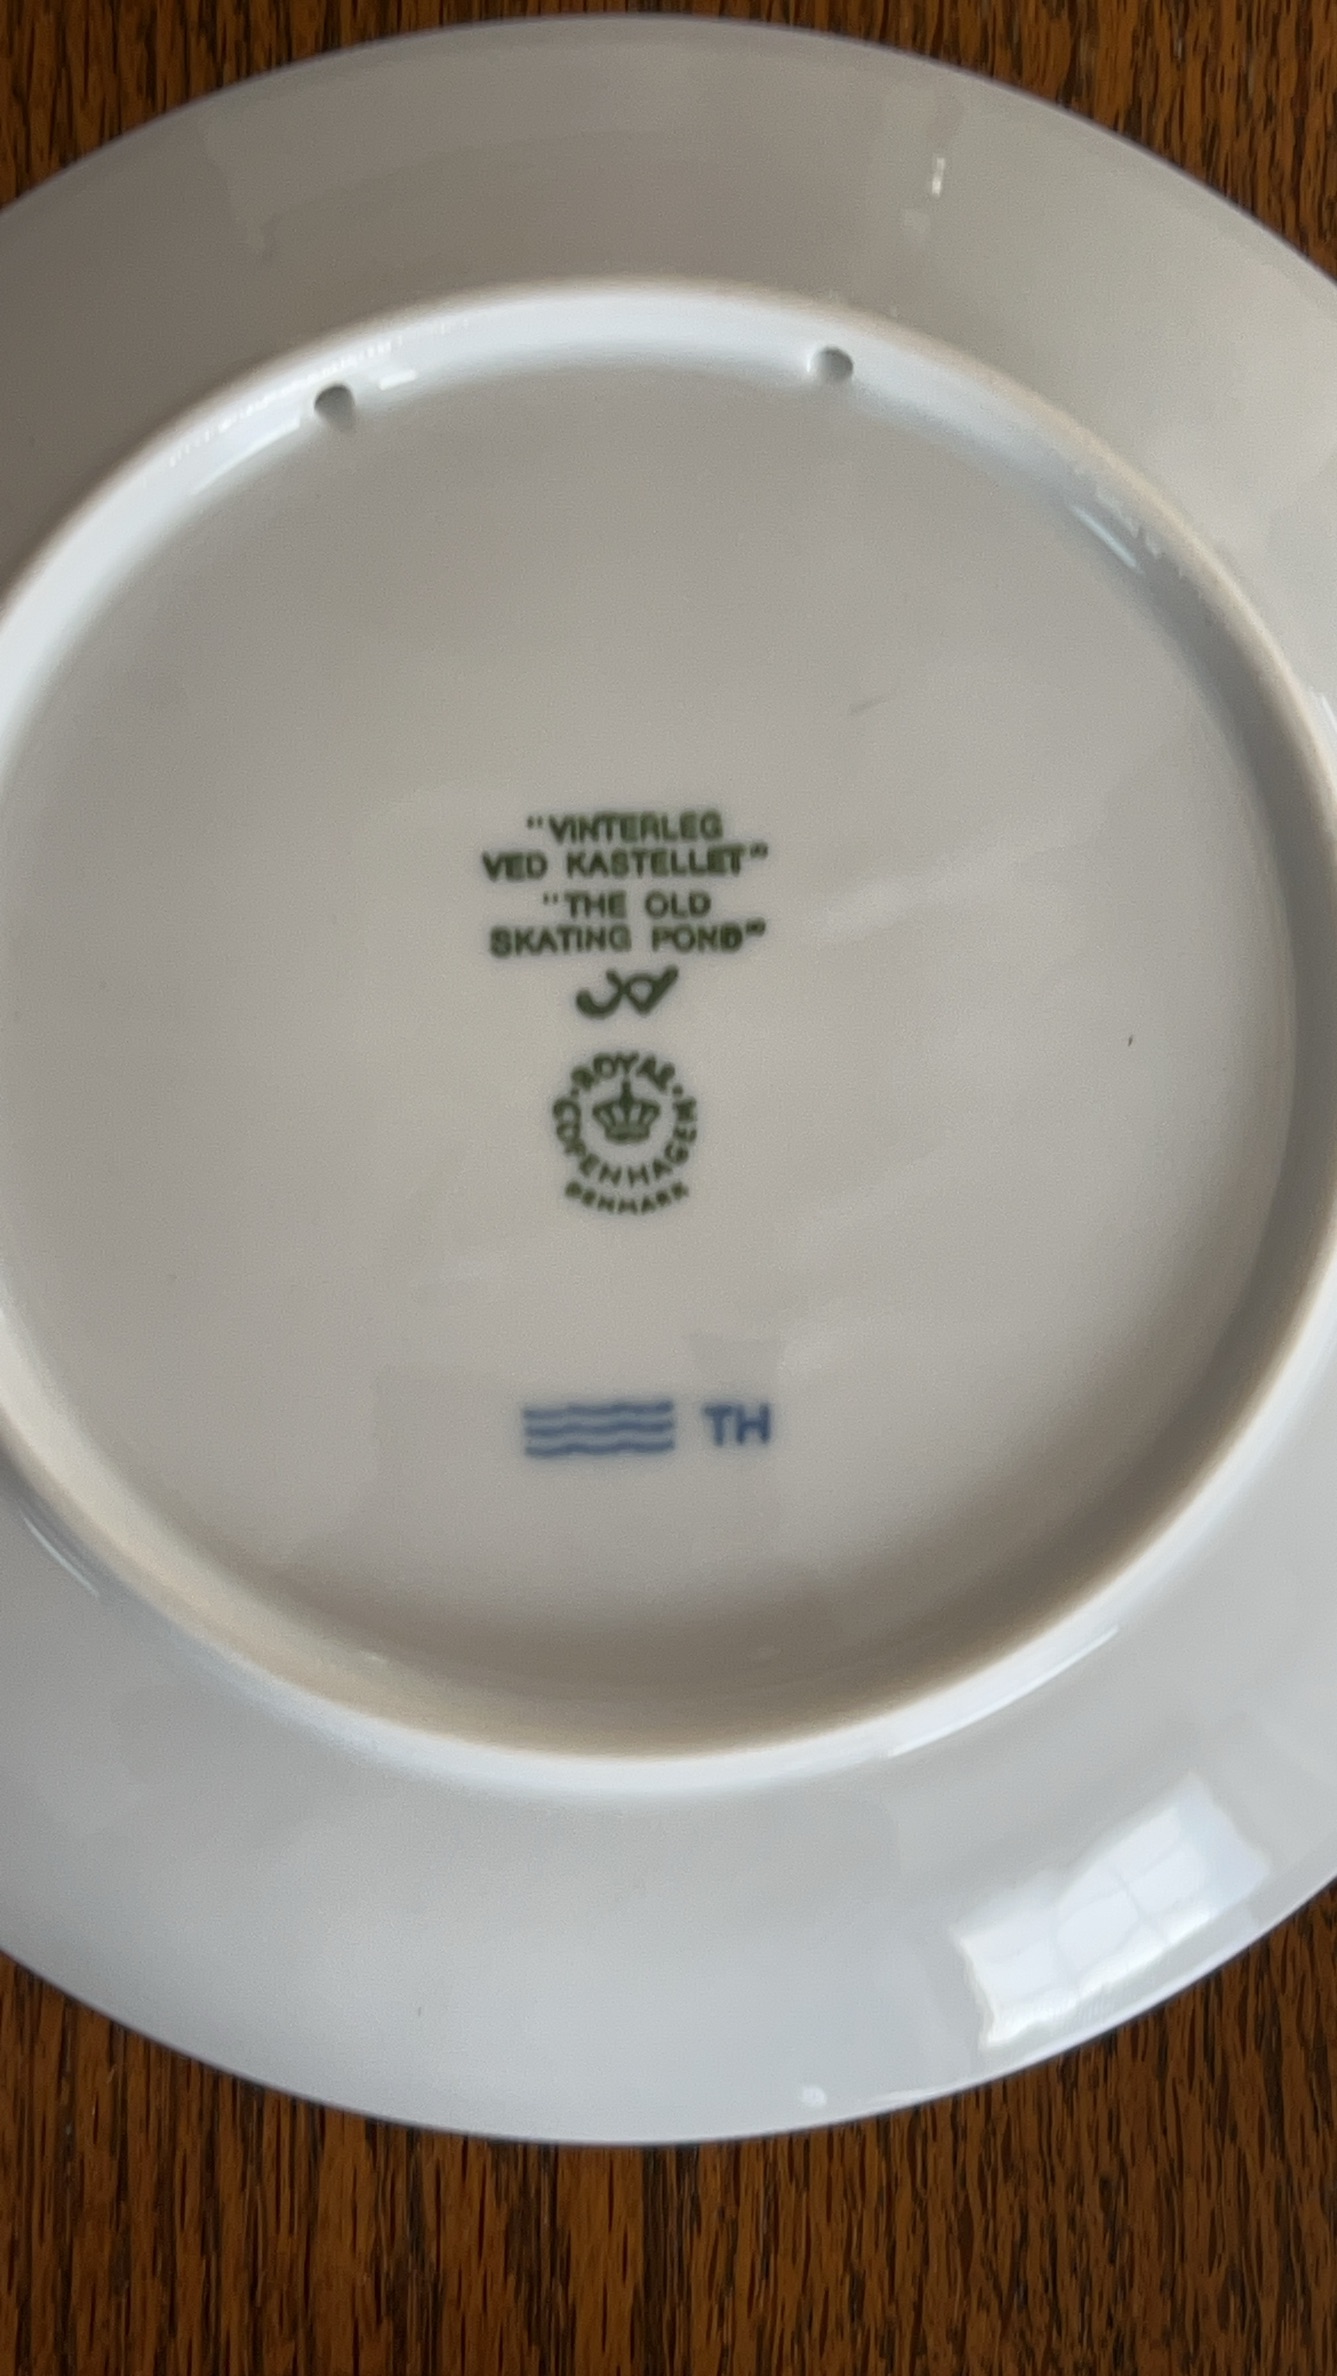 "VINTERLEG
VED KASTELLET"
"THE OLD
SKATING POND"
ROYAL
COPENHAGEN
DENMARK
TH